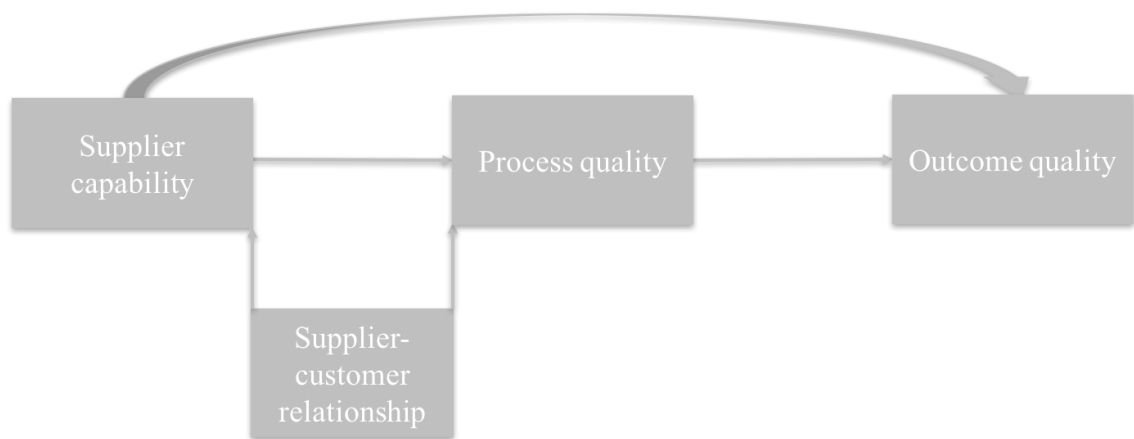 Supplier
capability
Process quality
Outcome quality
Supplier-
customer
relationship